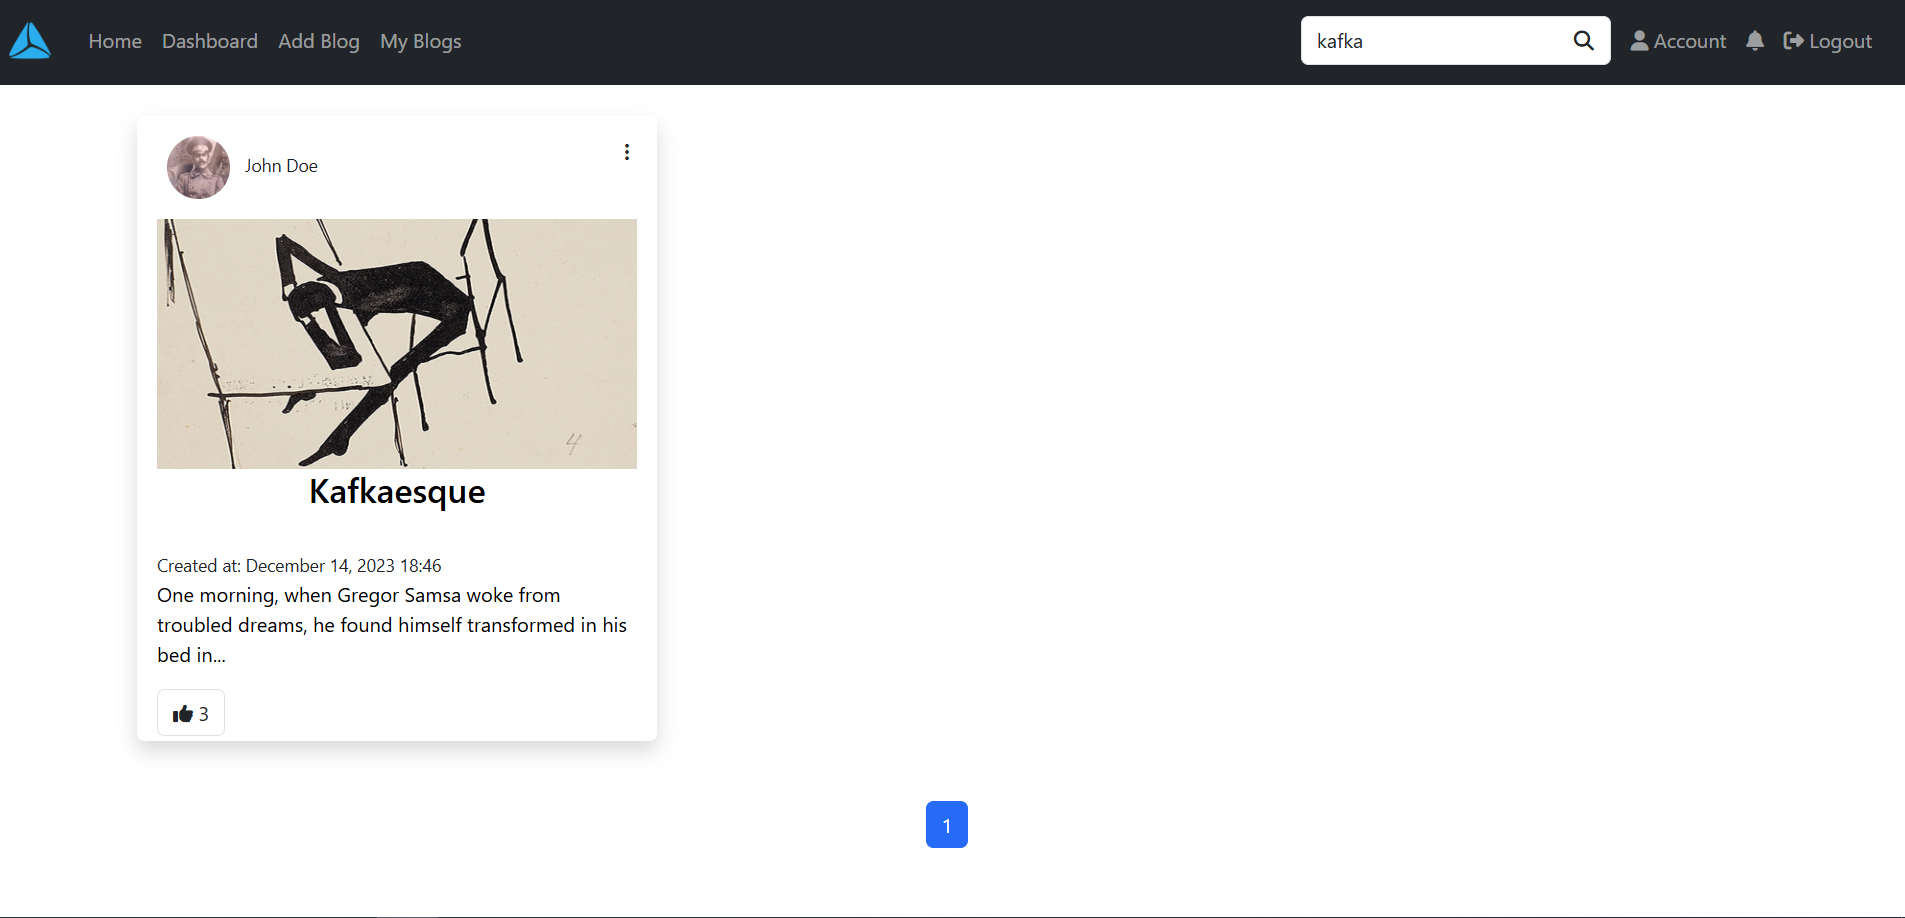 Home Dashboard Add Blog My Blogs kafka Account Logout
John Doe
4
Kafkaesque
Created at: December 14, 2023 18:46
One morning, when Gregor Samsa woke from
troubled dreams, he found himself transformed in his
bed in...
3
1